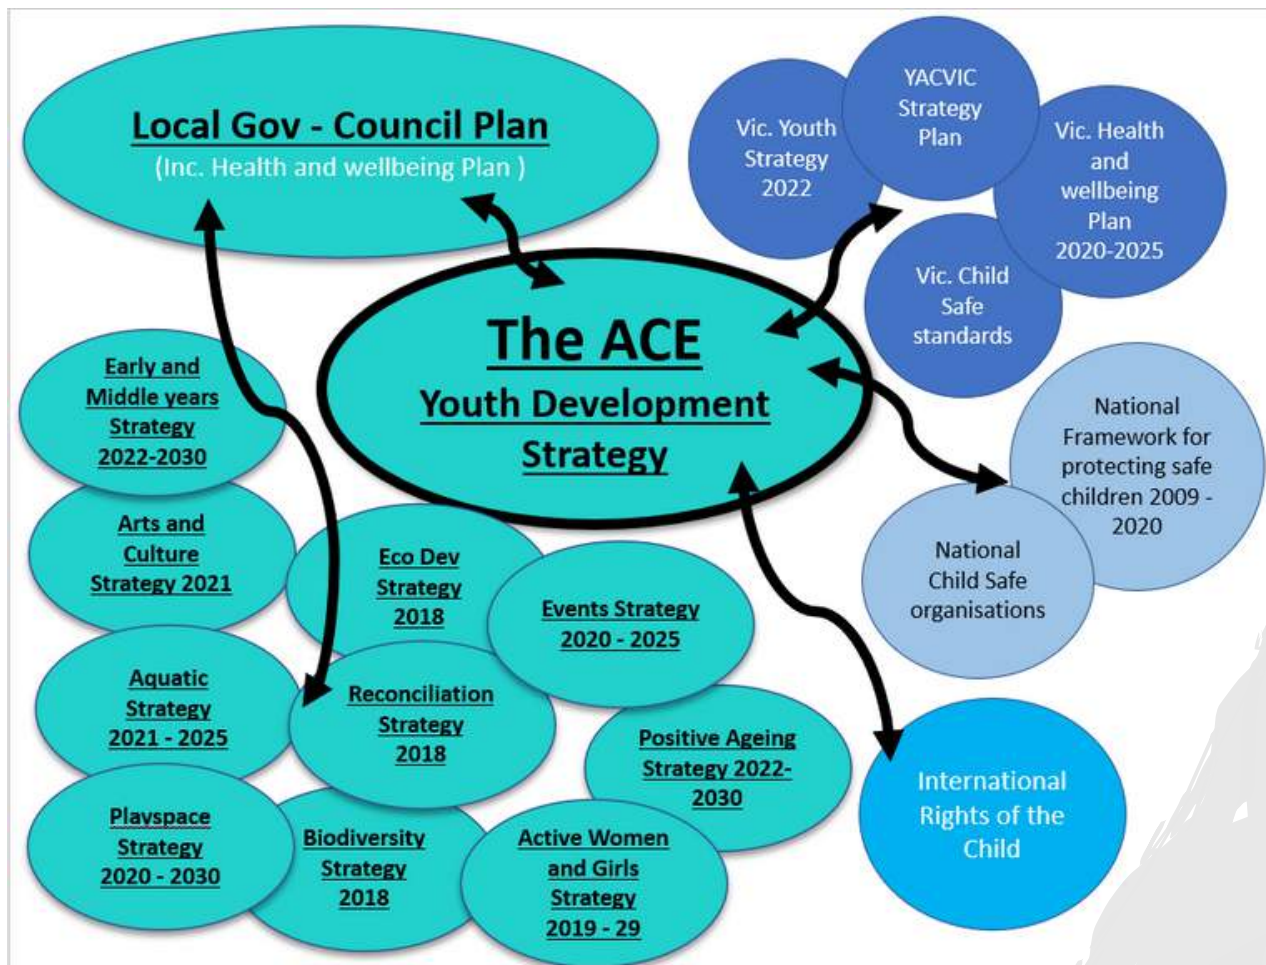 Local Gov - Council Plan
(Inc. Health and wellbeing Plan )
YACVIC
Strategy
Plan
Vic. Youth
Strategy
2022
Vic. Health
and
wellbeing
Plan
2020-2025
Vic. Child
Safe
standards
The ACE
Youth Development
Strategy
National
Framework for
protecting safe
children 2009 -
2020
National
Child Safe
organisations
International
Rights of the
Child
Early and
Middle years
Strategy
2022-2030
Arts and
Culture
Strategy 2021
Eco Dev
Strategy
2018
Events Strategy
2020 - 2025
Aquatic
Strategy
2021 - 2025
Reconciliation
Strategy
2018
Positive Ageing
Strategy 2022-
2030
Playspace
Strategy
2020 - 2030
Biodiversity
Strategy
2018
Active Women
and Girls
Strategy
2019 - 29